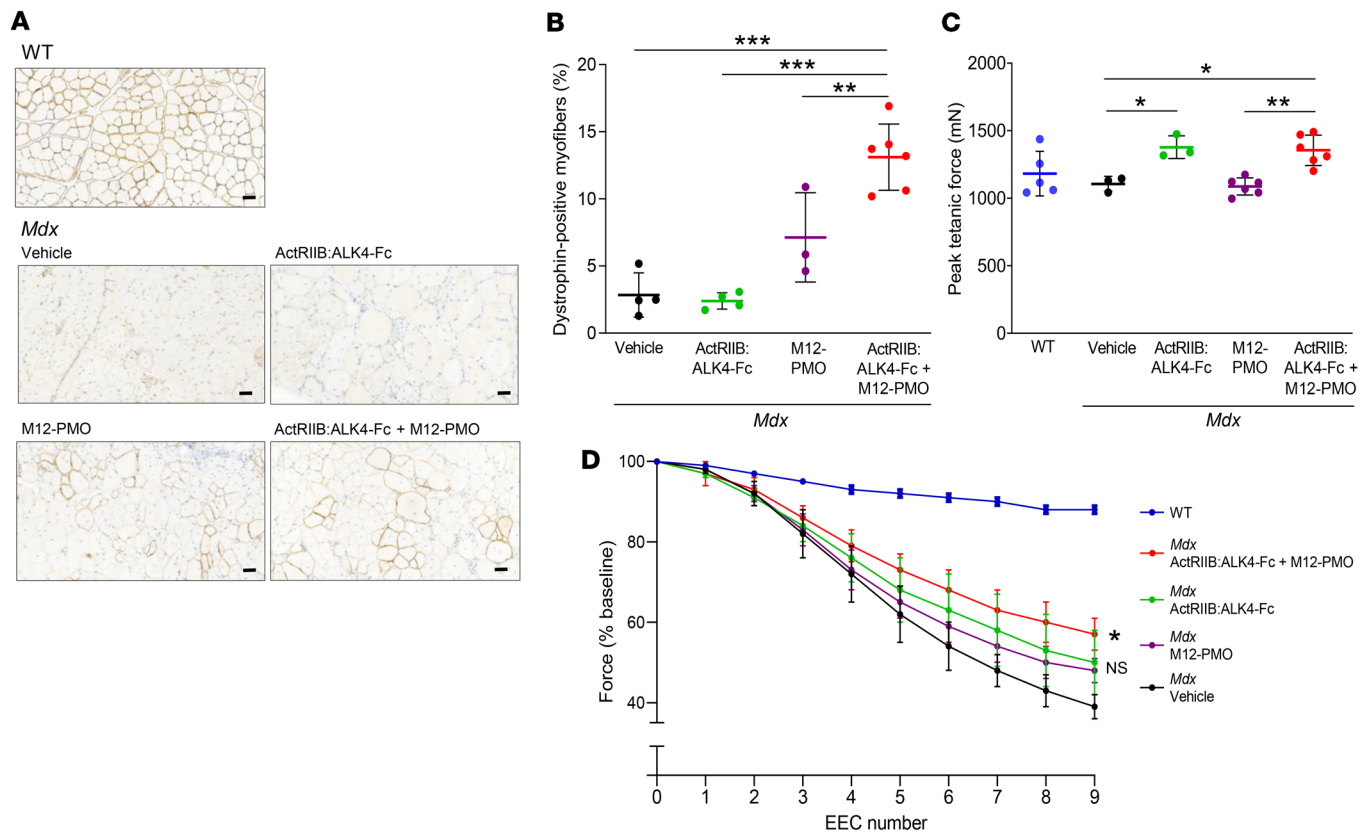 A
WT
Mdx
Vehicle
ActRIIB:ALK4-Fc
M12-PMO
ActRIIB:ALK4-Fc + M12-PMO
B
Dystrophin-positive myofibers (%)
20
15
10
5
0
***
***
**
Vehicle
ActRIIB:
ALK4-Fc
M12-
PMO
ActRIIB:
ALK4-Fc +
M12-PMO
Mdx
C
Peak tetanic force (mN)
2000
1500
1000
500
0
*
*
**
WT
Vehicle
ActRIIB:
ALK4-Fc
M12-
PMO
ActRIIB:
ALK4-Fc +
M12-PMO
Mdx
D
Force (% baseline)
100
80
60
40
0 1 2 3 4 5 6 7 8 9
EEC number
*
NS
WT
Mdx
ActRIIB:ALK4-Fc + M12-PMO
Mdx
ActRIIB:ALK4-Fc
Mdx
M12-PMO
Mdx
Vehicle